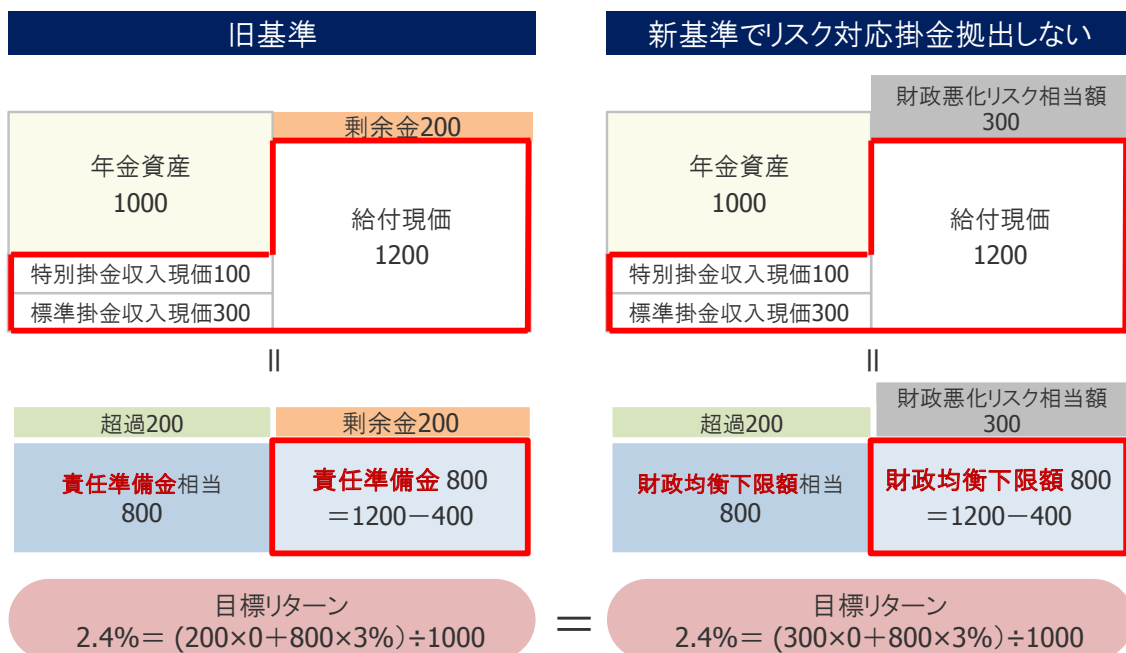 旧基準
剰余金200
年金資産
1000
給付現価
1200
特別掛金収入現価100
標準掛金収入現価300
=
超過200
剰余金200
責任準備金相当
800
責任準備金 800
=1200-400
目標リターン
2.4%= (200×0+800×3%)÷1000
=
新基準でリスク対応掛金拠出しない
財政悪化リスク相当額
300
年金資産
1000
給付現価
1200
特別掛金収入現価100
標準掛金収入現価300
=
超過200
財政悪化リスク相当額
300
財政均衡下限額相当
800
財政均衡下限額 800
=1200-400
目標リターン
2.4%= (300×0+800×3%)÷1000